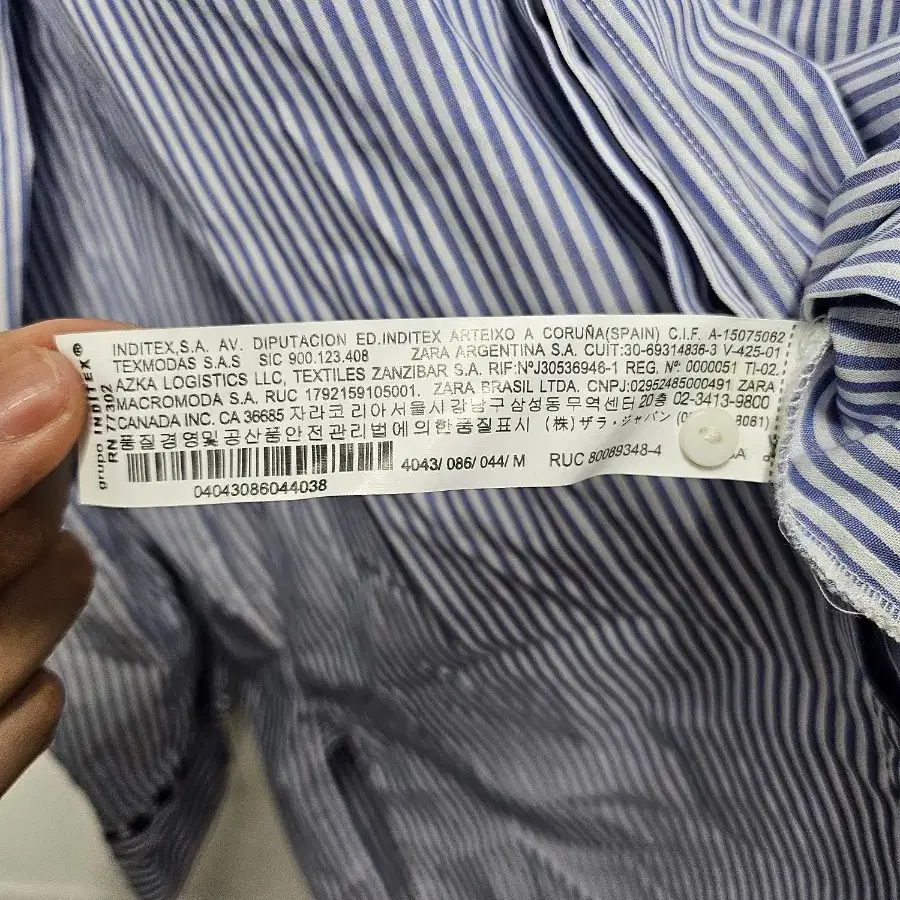 grupo INDITEX ®
RN 77302
INDITEX,S.A. AV. DIPUTACION ED.INDITEX ARTEIXO A CORUÑA(SPAIN) C.I.F. A-15075062
TEXMODAS S.A.S SIC 900.123.408 ZARA ARGENTINA S.A. CUIT:30-69314836-3 V-425-01
AZKA LOGISTICS LLC, TEXTILES ZANZIBAR S.A. RIF:NºJ30536946-1 REG. Nº: 0000051 TI-02.
MACROMODA S.A. RUC 1792159105001. ZARA BRASIL LTDA. CNPJ:02952485000491 ZARA
CANADA INC. CA 36685 자라코리아서울시강남구 삼성동무역센터 20층 02-3413-9800
품질경영및 공산품안전관리법에의한품질표시 (株) ザラ・ジャパン
4043/ 086/ 044/ M RUC 80089348-4
04043086044038